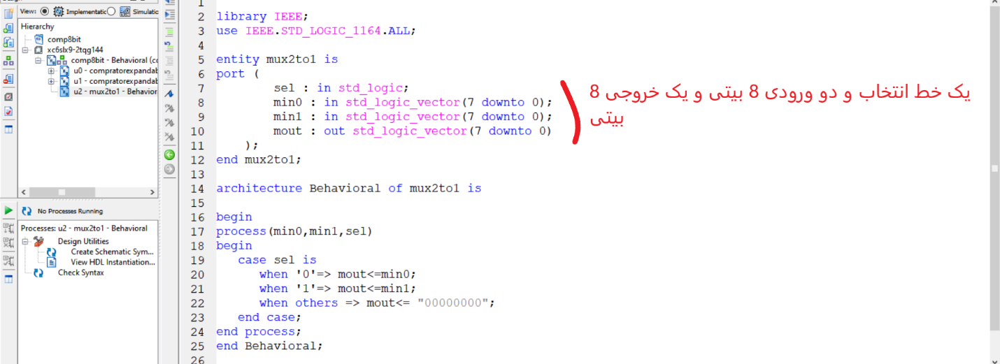 View: Implementatic Simulatic
Hierarchy
comp8bit
xc6slx9-2tqg144
comp8bit - Behavioral (cc
u0 - compratorexpandab
u1 - compratorexpandab
u2 - mux2to1 - Behavior
No Processes Running
Processes: u2 - mux2to1 - Behavioral
Design Utilities
Create Schematic Sym...
View HDL Instantiation...
Check Syntax
1
2 library IEEE;
3 use IEEE.STD_LOGIC_1164.ALL;
4
5 entity mux2to1 is
6 port (
7 sel : in std_logic;
8 min0 : in std_logic_vector(7 downto 0);
9 min1 : in std_logic_vector(7 downto 0);
10 mout : out std_logic_vector(7 downto 0)
11 );
12 end mux2to1;
13
14 architecture Behavioral of mux2to1 is
15
16 begin
17 process(min0,min1,sel)
18 begin
19 case sel is
20 when '0'=> mout<=min0;
21 when '1'=> mout<=min1;
22 when others => mout<= "00000000";
23 end case;
24 end process;
25 end Behavioral;
26
یک خط انتخاب و دو ورودی 8 بیتی و یک خروجی 8
بیتی